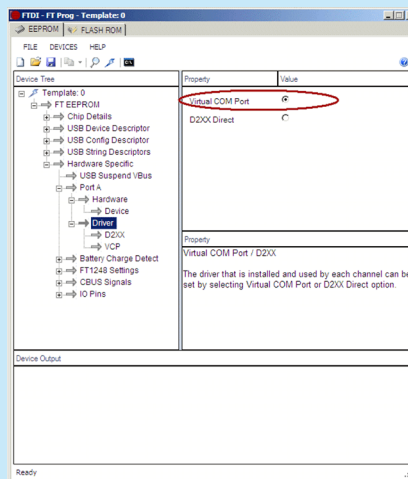 FTDI - FT Prog - Template: 0
EEPROM
FLASH ROM
FILE DEVICES HELP
Device Tree
Template: 0
FT EEPROM
Chip Details
USB Device Descriptor
USB Config Descriptor
USB String Descriptors
Hardware Specific
USB Suspend VBus
Port A
Hardware
Device
Driver
D2XX
VCP
Battery Charge Detect
FT1248 Settings
CBUS Signals
IO Pins
Property Value
Virtual COM Port
D2XX Direct
Property
Virtual COM Port / D2XX
The driver that is installed and used by each channel can be
set by selecting Virtual COM Port or D2XX Direct option.
Device Output
Ready